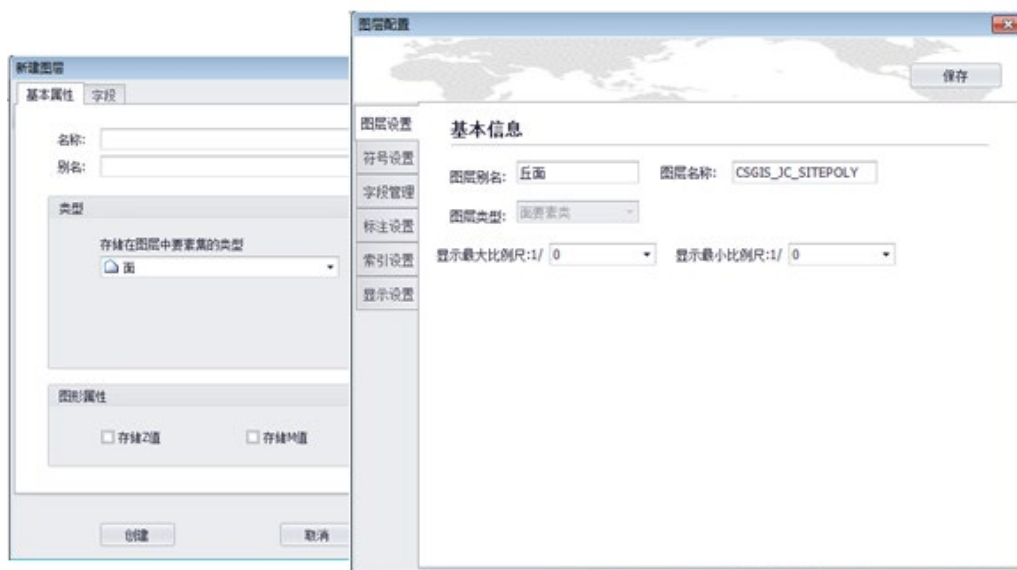 新建图层
基本属性
字段
名称:
别名:
类型
存储在图层中要素集的类型
面
图形属性
存储Z值
存储M值
创建
取消
图层配置
保存
图层设置
符号设置
字段管理
标注设置
索引设置
显示设置
基本信息
图层别名: 丘面
图层名称: CSGIS_JC_SITEPOLY
图层类型: 面要素类
显示最大比例尺:1/ 0
显示最小比例尺:1/ 0